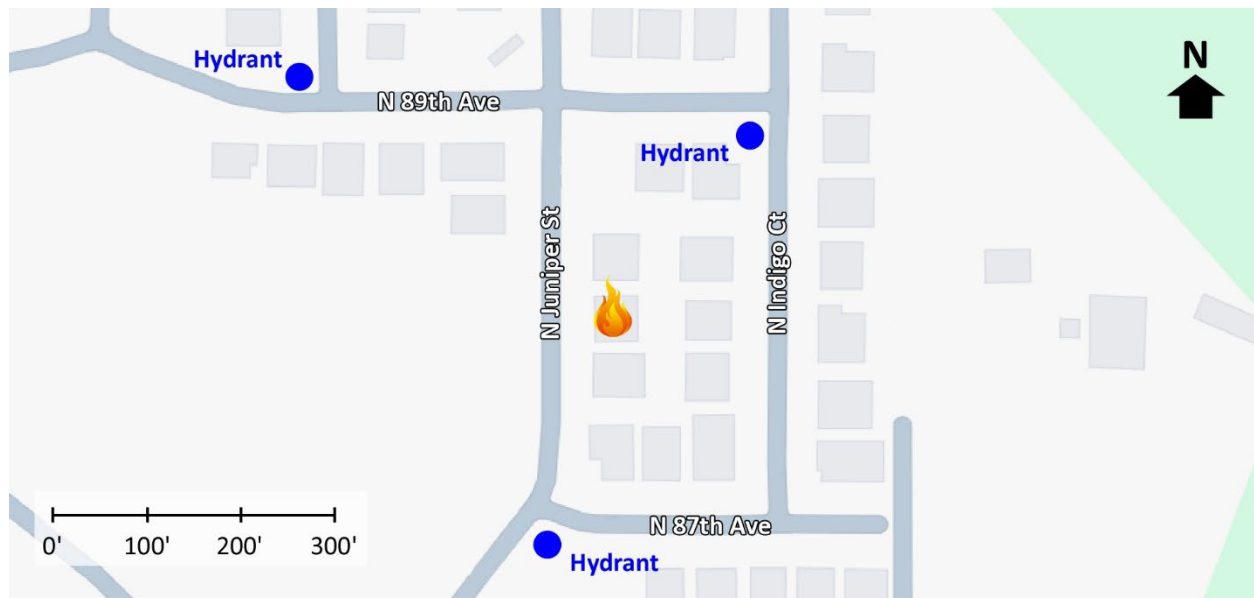 N
Hydrant
N 89th Ave
Hydrant
N Juniper St
N Indigo Ct
N 87th Ave
0' 100' 200' 300'
Hydrant